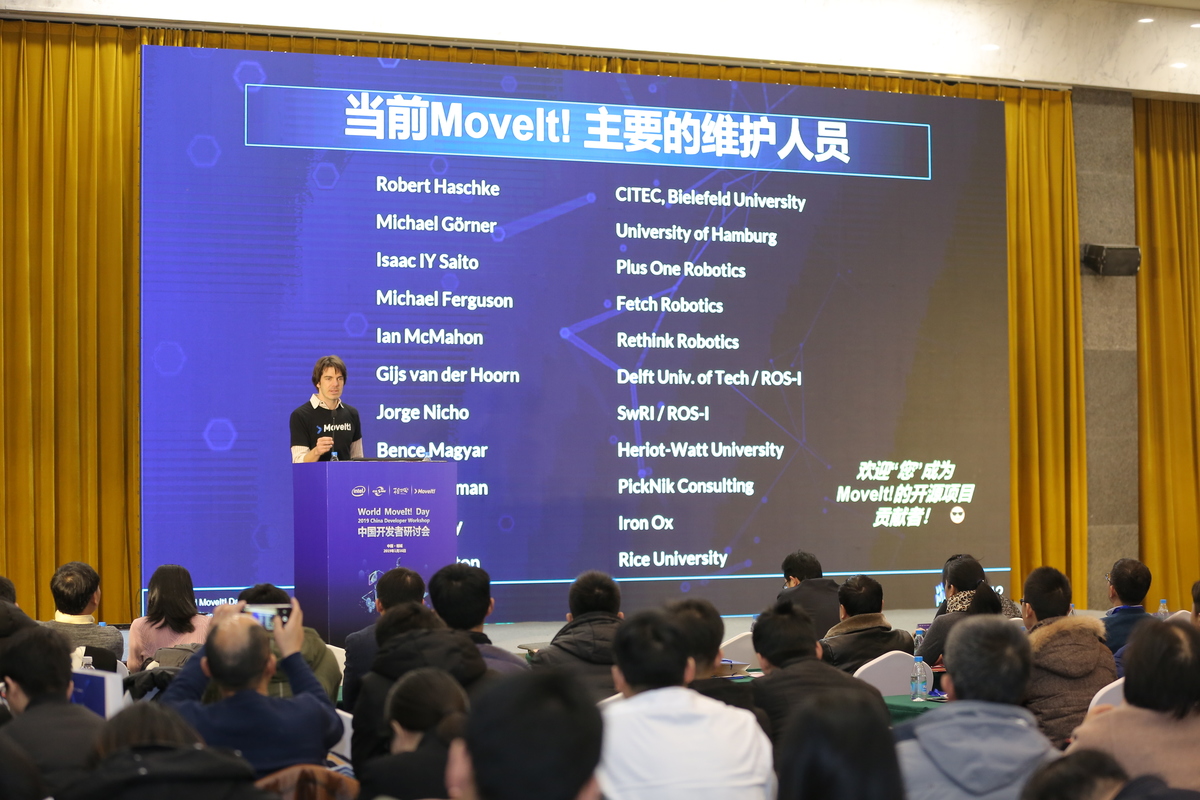 当前MoveIt! 主要的维护人员
Robert Haschke CITEC, Bielefeld University
Michael Görner University of Hamburg
Isaac IY Saito Plus One Robotics
Michael Ferguson Fetch Robotics
Ian McMahon Rethink Robotics
Gijs van der Hoorn Delft Univ. of Tech / ROS-I
Jorge Nicho SwRI / ROS-I
Bence Magyar Heriot-Watt University
PickNik Consulting
Iron Ox
Rice University
欢迎“您”成为
MoveIt!的开源项目
贡献者！
MoveIt!
intel MoveIt!
World MoveIt! Day
2019 China Developer Workshop
中国开发者研讨会
MoveIt!